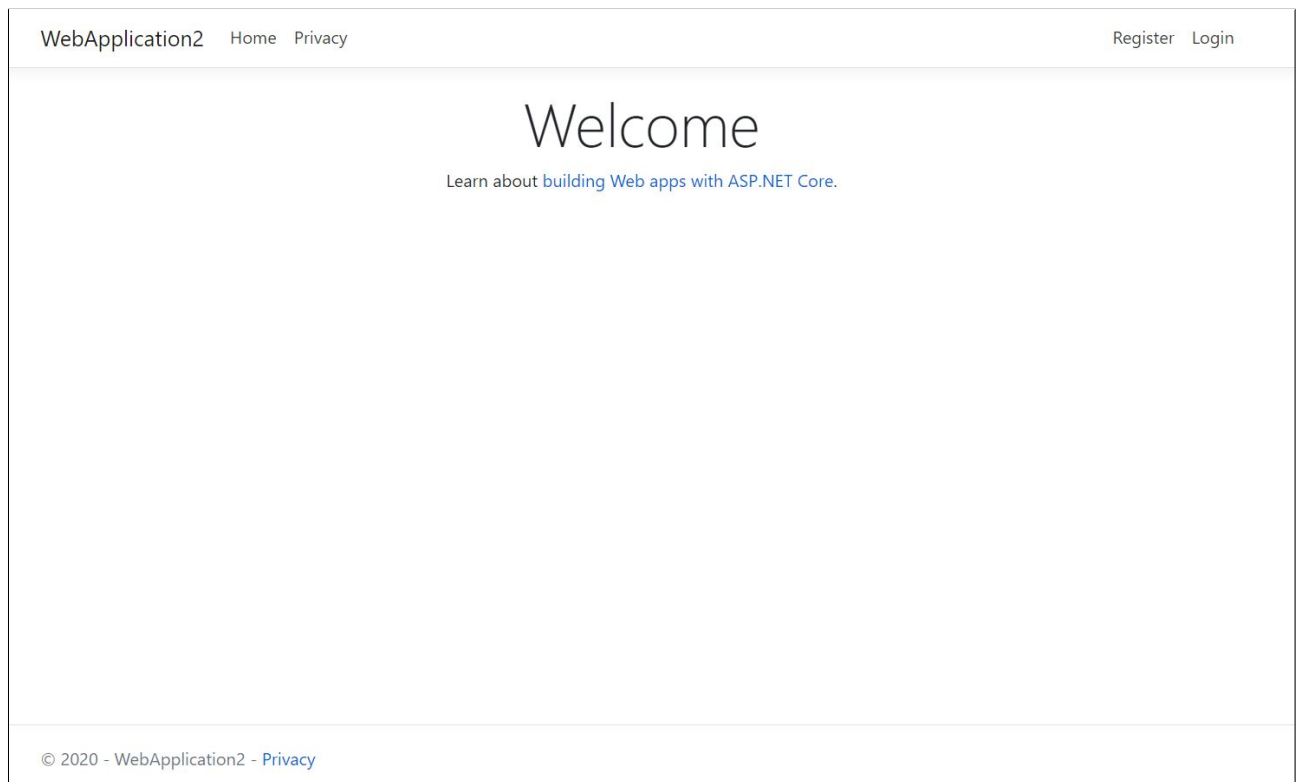 WebApplication2 Home Privacy Register Login
Welcome
Learn about building Web apps with ASP.NET Core.
© 2020 - WebApplication2 - Privacy